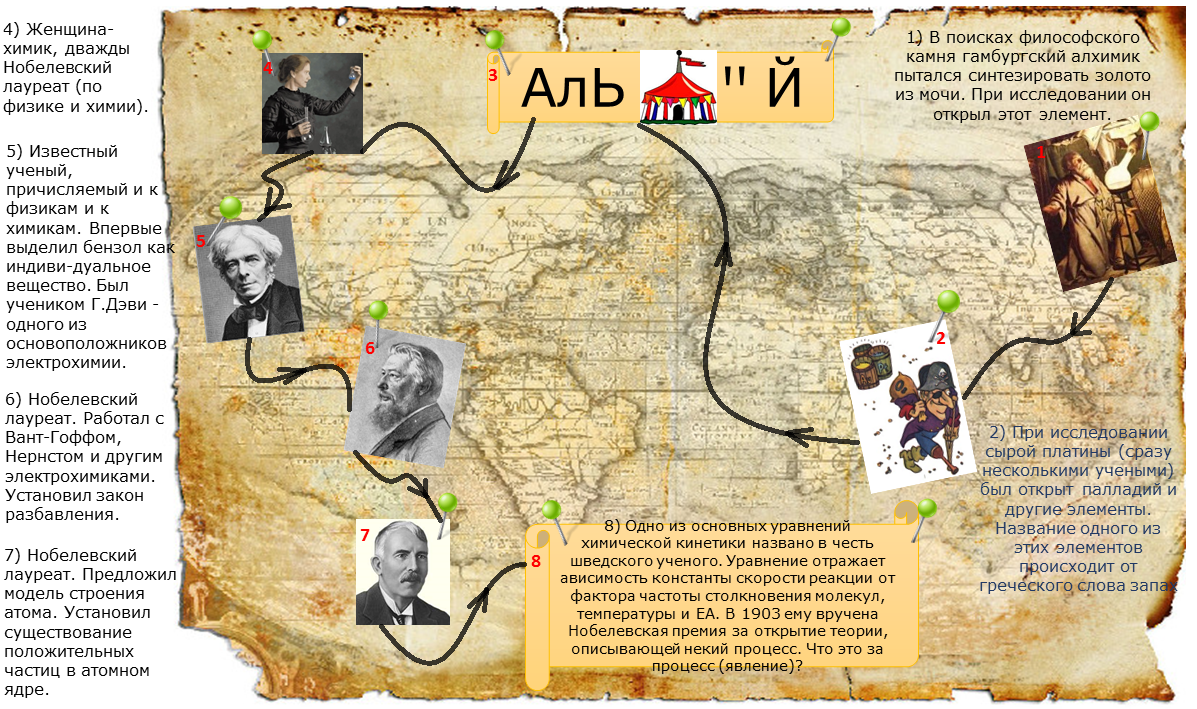 4) Женщина-
химик, дважды
Нобелевский
лауреат (по
физике и химии).
5) Известный
ученый,
причисляемый и к
физикам и к
химикам. Впервые
выделил бензол как
индиви-дуальное
вещество. Был
учеником Г.Дэви -
одного из
основоположников
электрохимии.
6) Нобелевский
лауреат. Работал с
Вант-Гоффом,
Нернстом и другим
электрохимиками.
Установил закон
разбавления.
7) Нобелевский
лауреат. Предложил
модель строения
атома. Установил
существование
положительных
частиц в атомном
ядре.
4
3
АлЬ '' Й
1) В поисках философского
камня гамбургский алхимик
пытался синтезировать золото
из мочи. При исследовании он
открыл этот элемент.
1
5
6
2
2) При исследовании
сырой платины (сразу
несколькими учеными)
был открыт палладий и
другие элементы.
Название одного из
этих элементов
происходит от
греческого слова запах
7
8
8) Одно из основных уравнений
химической кинетики названо в честь
шведского ученого. Уравнение отражает
ависимость константы скорости реакции от
фактора частоты столкновения молекул,
температуры и ЕА. В 1903 ему вручена
Нобелевская премия за открытие теории,
описывающей некий процесс. Что это за
процесс (явление)?